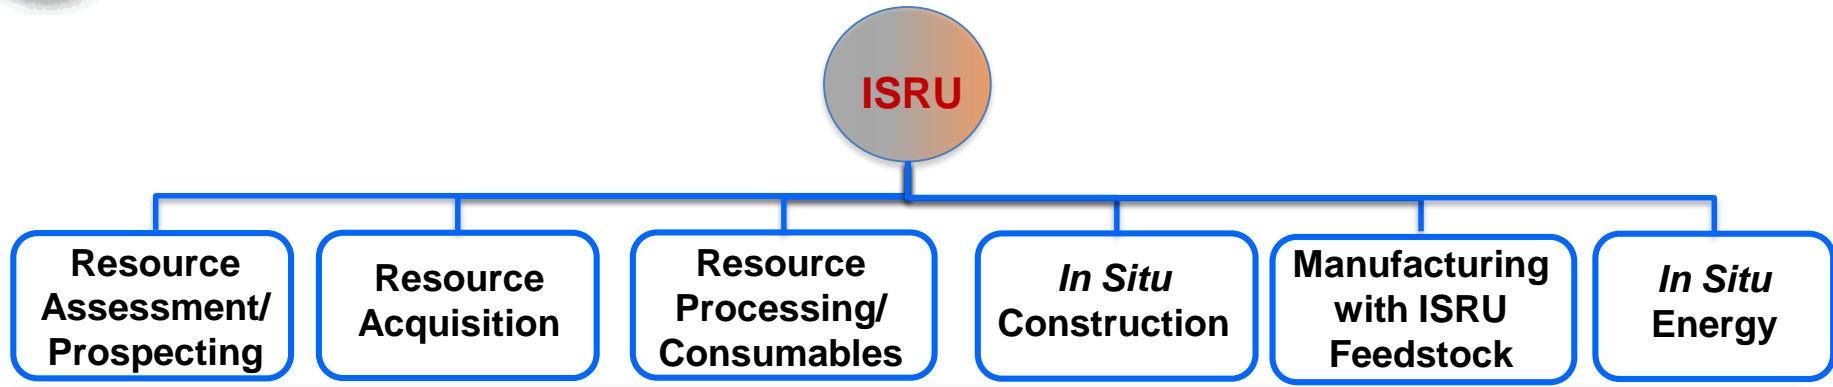 ISRU
Resource
Assessment/
Prospecting
Resource
Acquisition
Resource
Processing/
Consumables
In Situ
Construction
Manufacturing
with ISRU
Feedstock
In Situ
Energy